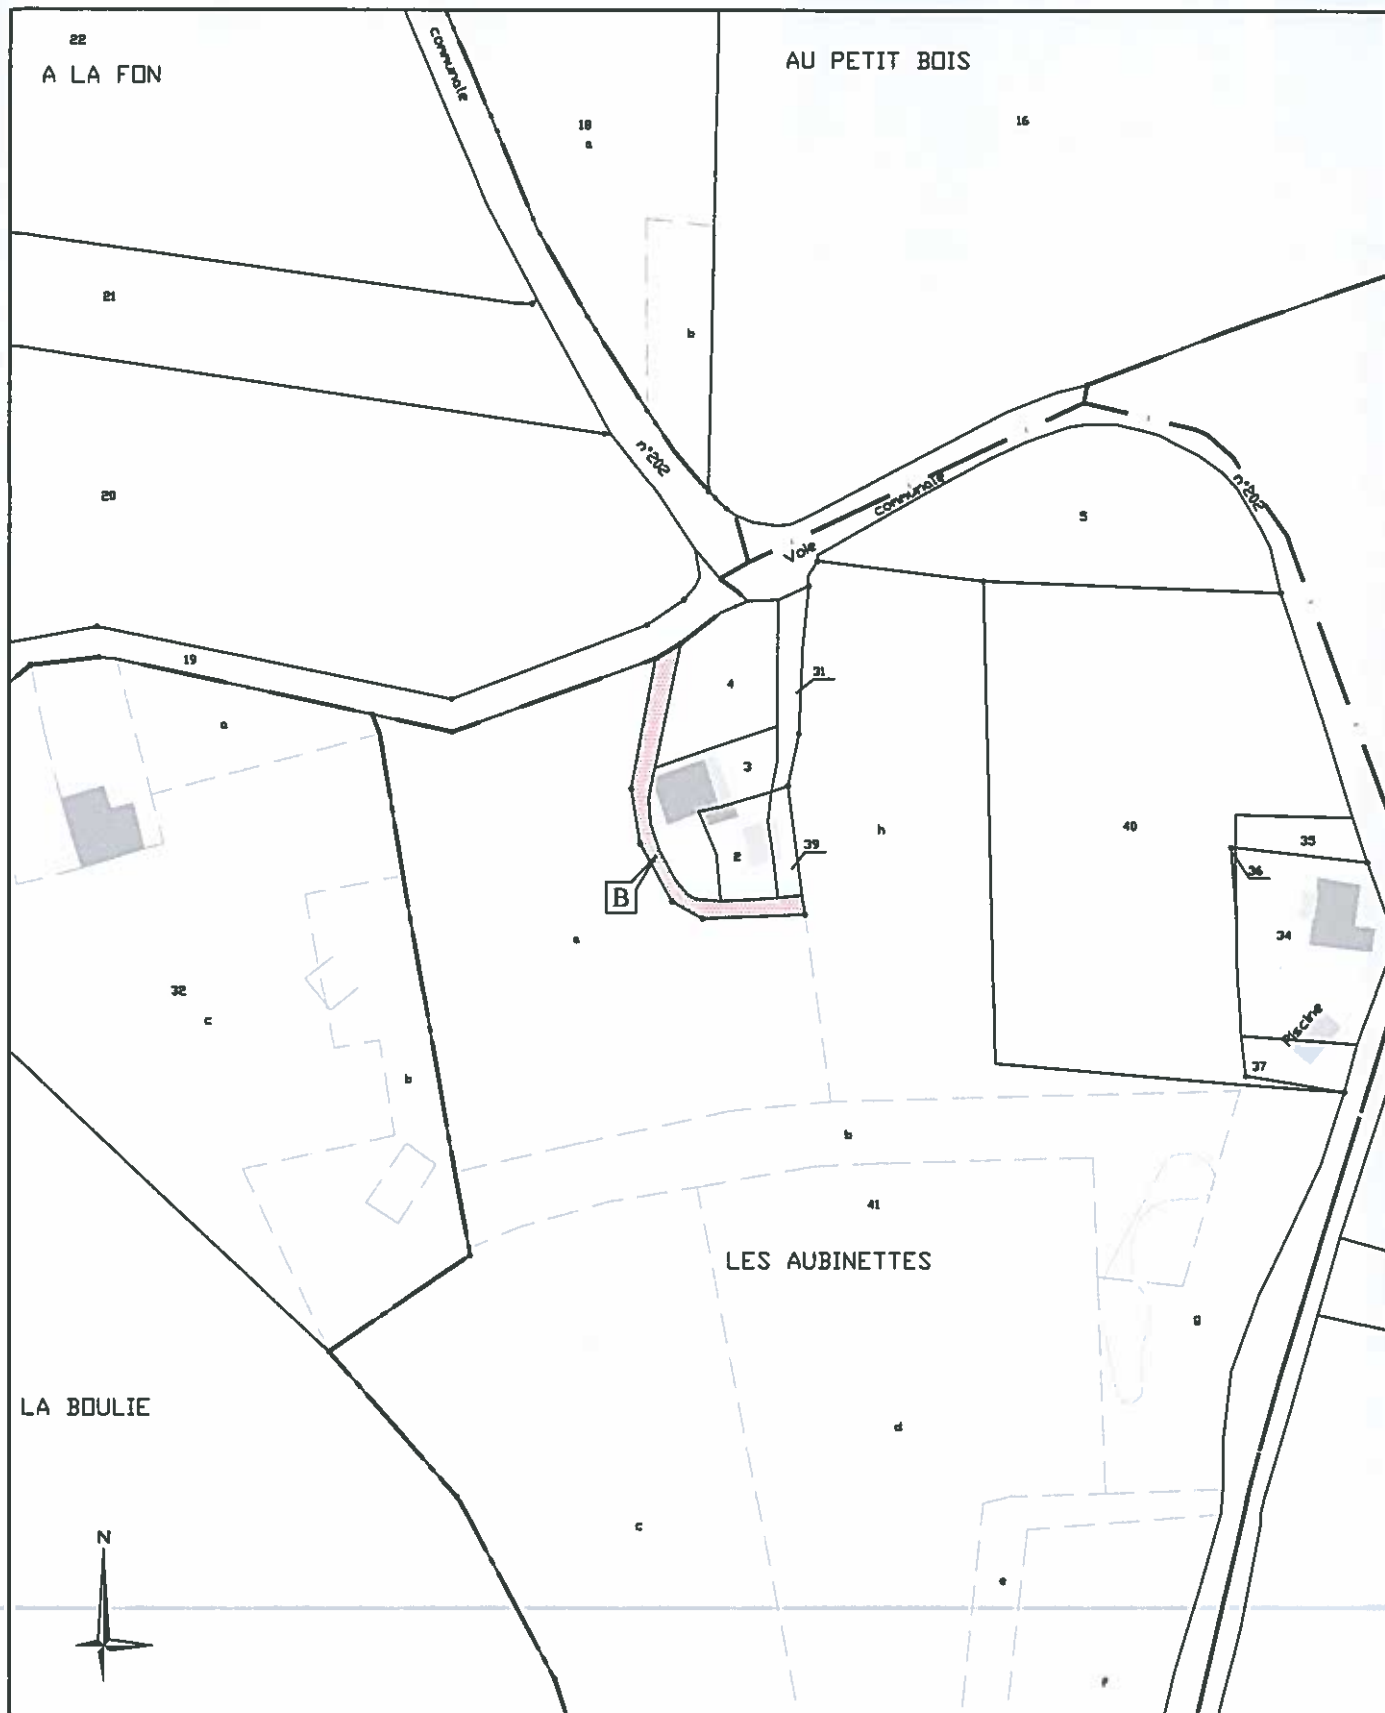 22
A LA FON
communale
18
a
AU PETIT BOIS
16
21
b
n°202
20
Voie
communale
n°202
5
19
a
4
31
3
h
40
35
36
2
39
B
34
a
32
c
Piscine
37
b
b
41
LES AUBINETTES
g
LA BOULIE
d
c
N
e
f